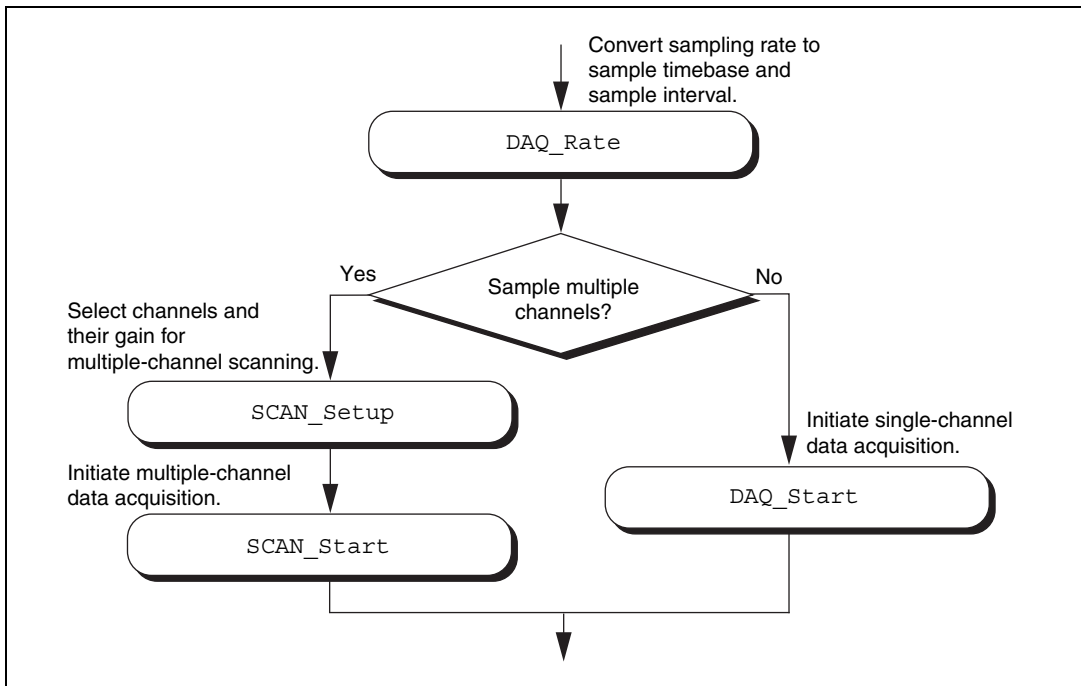 Convert sampling rate to
sample timebase and
sample interval.
DAQ_Rate
Yes
Sample multiple
channels?
No
Select channels and
their gain for
multiple-channel scanning.
SCAN_Setup
Initiate multiple-channel
data acquisition.
SCAN_Start
Initiate single-channel
data acquisition.
DAQ_Start